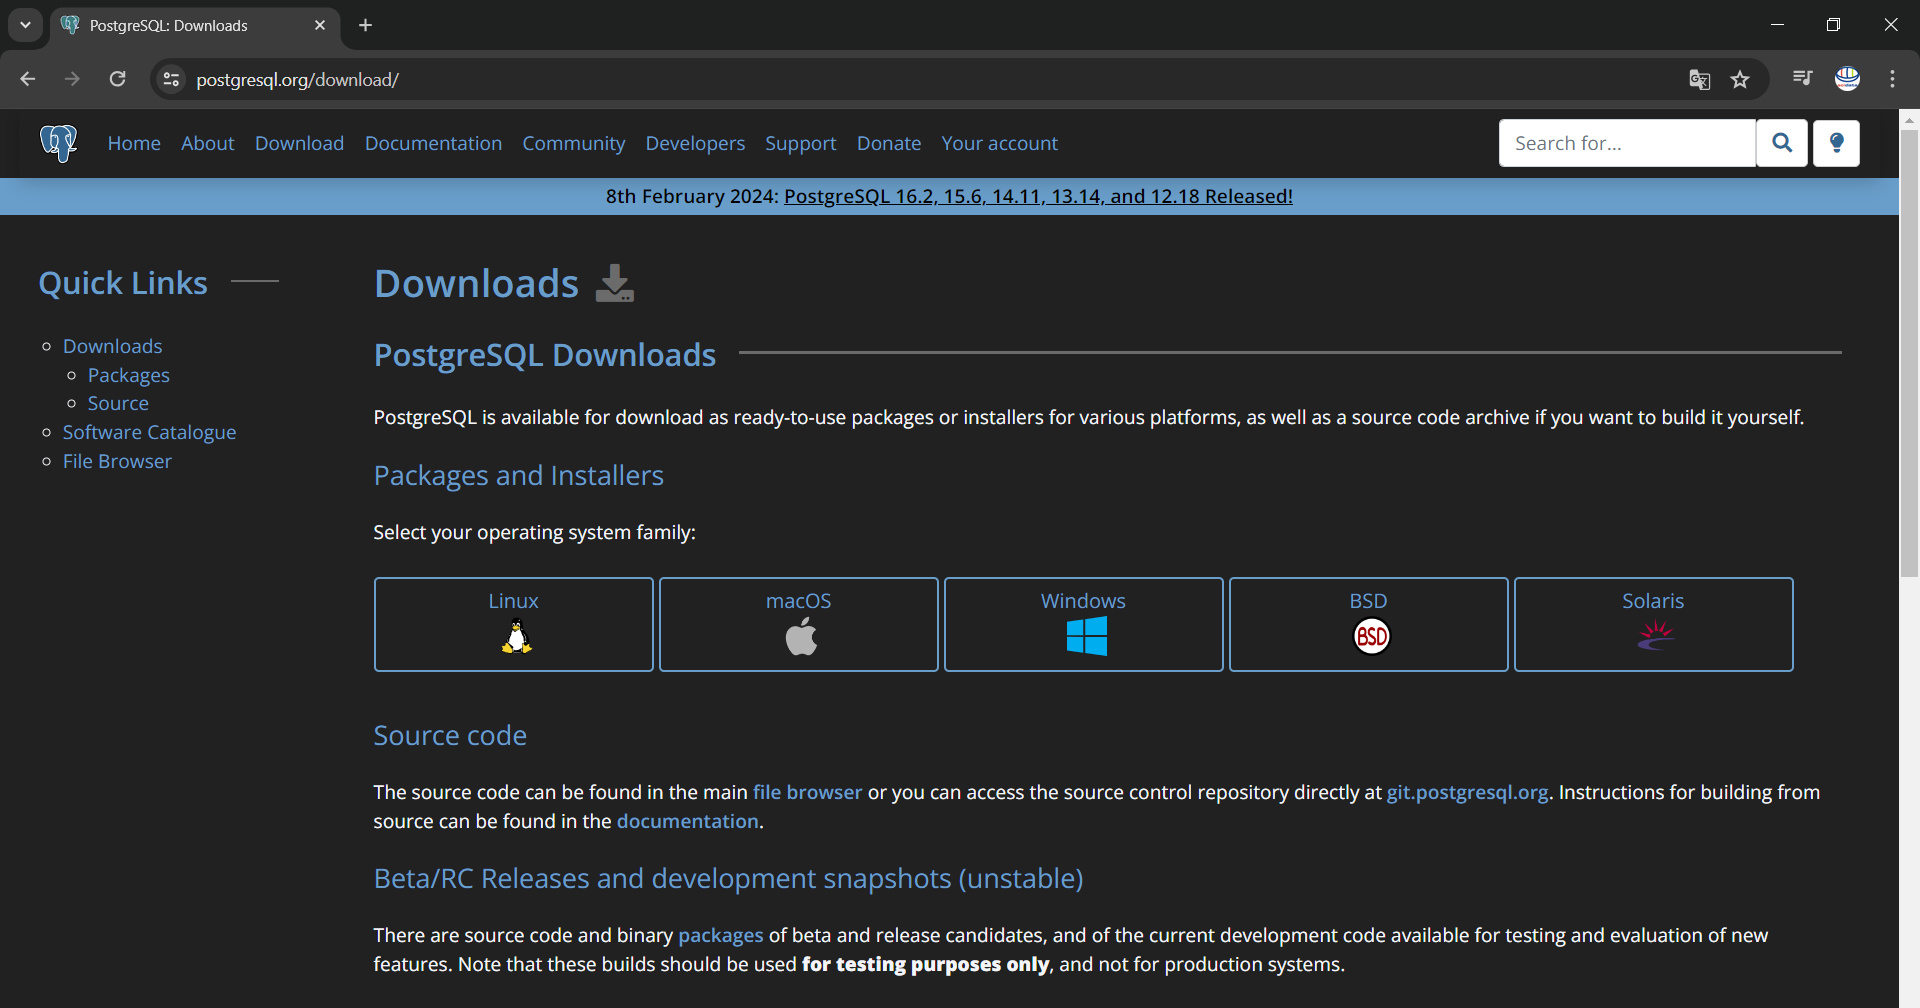 PostgreSQL: Downloads
postgresql.org/download/
Home About Download Documentation Community Developers Support Donate Your account
Search for...
8th February 2024: PostgreSQL 16.2, 15.6, 14.11, 13.14, and 12.18 Released!
Quick Links
Downloads
Packages
Source
Software Catalogue
File Browser
Downloads
PostgreSQL Downloads
PostgreSQL is available for download as ready-to-use packages or installers for various platforms, as well as a source code archive if you want to build it yourself.
Packages and Installers
Select your operating system family:
Linux
macOS
Windows
BSD
BSD
Solaris
Source code
The source code can be found in the main file browser or you can access the source control repository directly at git.postgresql.org. Instructions for building from
source can be found in the documentation.
Beta/RC Releases and development snapshots (unstable)
There are source code and binary packages of beta and release candidates, and of the current development code available for testing and evaluation of new
features. Note that these builds should be used for testing purposes only, and not for production systems.